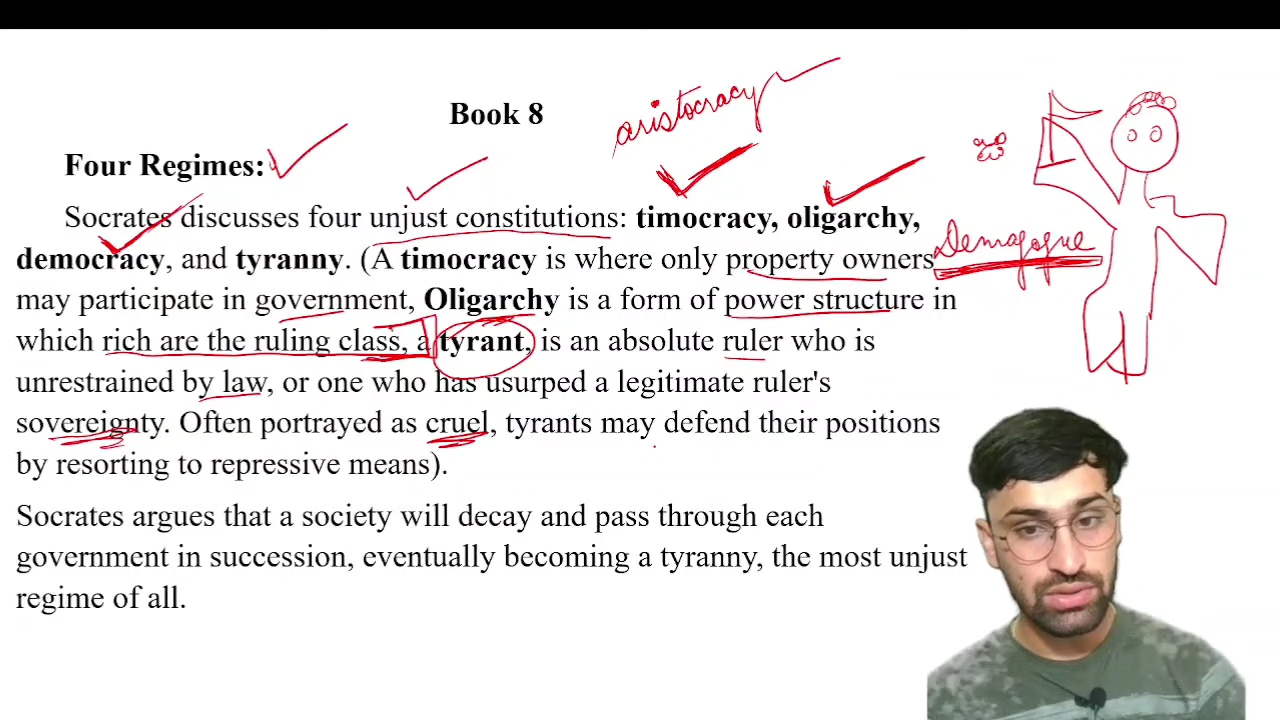 aristocracy
Book 8
Four Regimes:
Socrates discusses four unjust constitutions: timocracy, oligarchy,
democracy, and tyranny. (A timocracy is where only property owners
Demagogue
may participate in government, Oligarchy is a form of power structure in
which rich are the ruling class, a tyrant, is an absolute ruler who is
unrestrained by law, or one who has usurped a legitimate ruler's
sovereignty. Often portrayed as cruel, tyrants may defend their positions
by resorting to repressive means).
Socrates argues that a society will decay and pass through each
government in succession, eventually becoming a tyranny, the most unjust
regime of all.